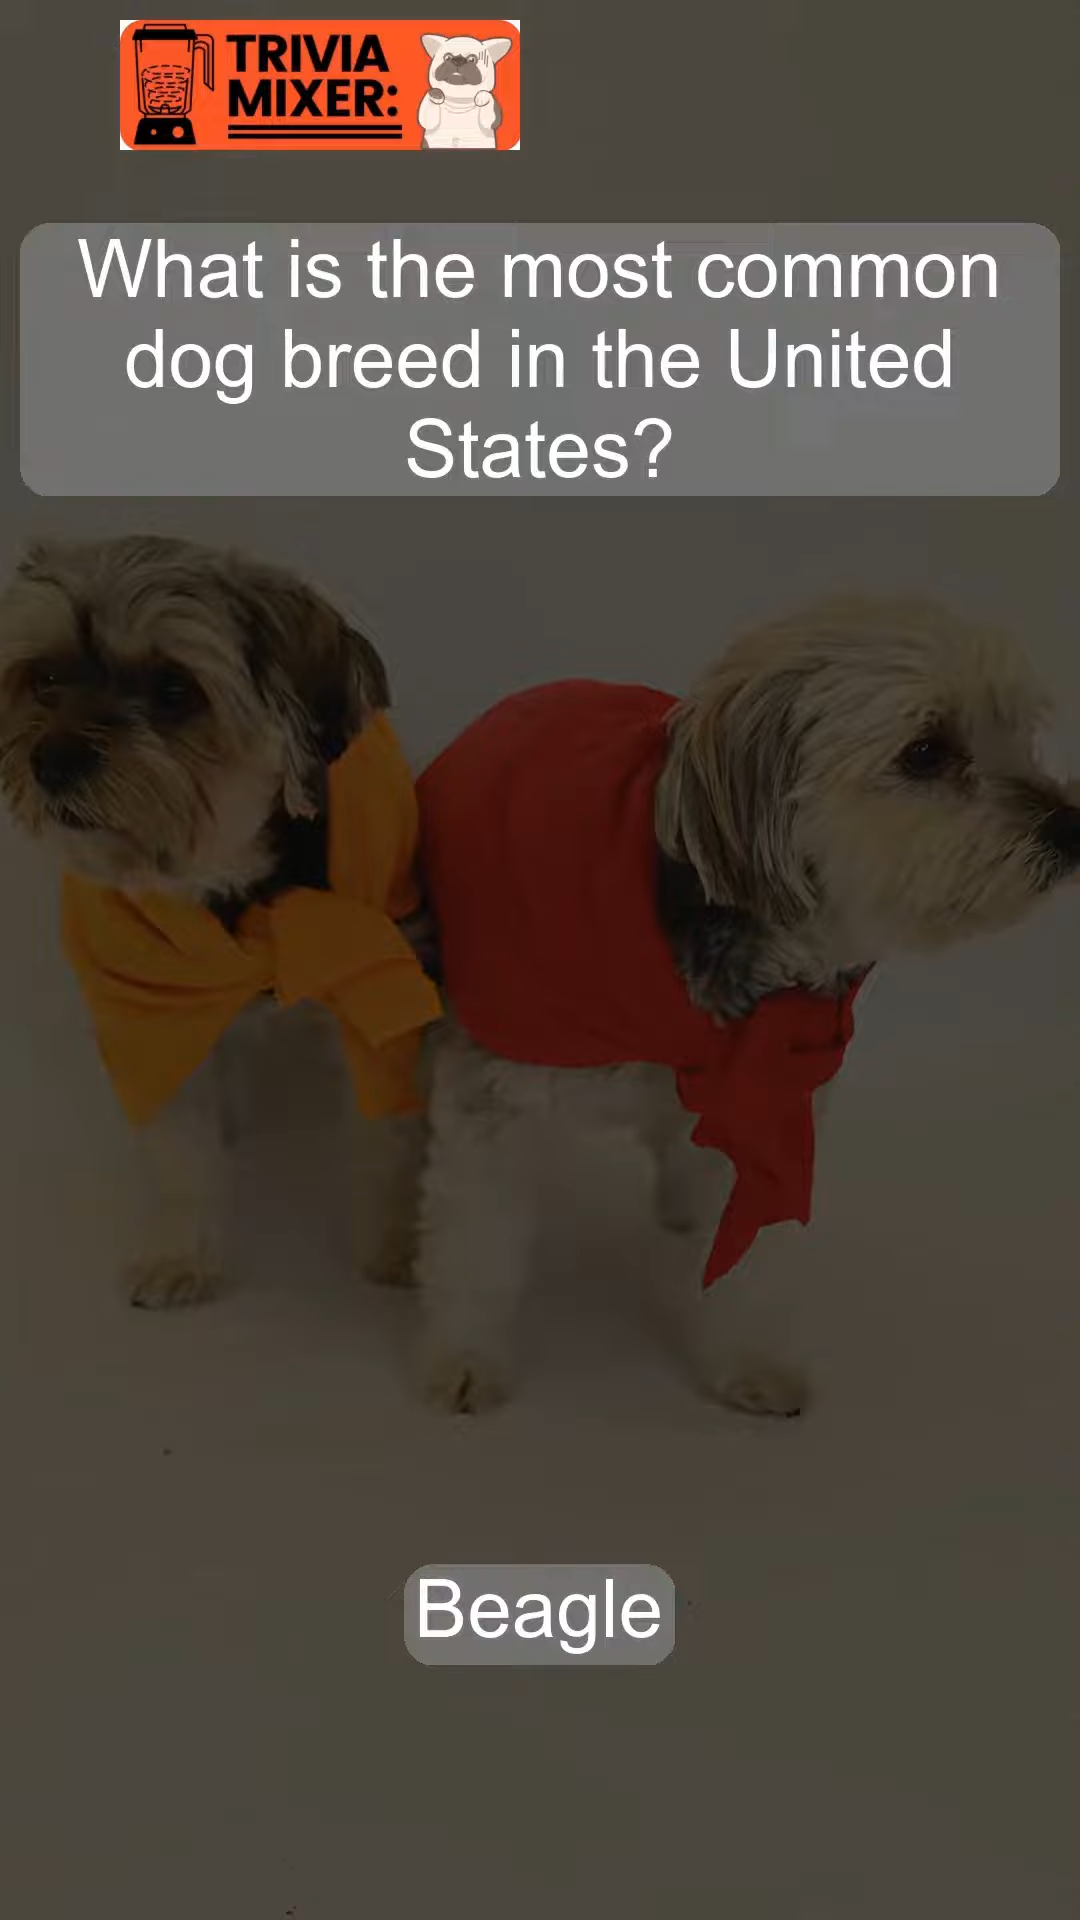 TRIVIA
MIXER:
What is the most common
dog breed in the United
States?
Beagle